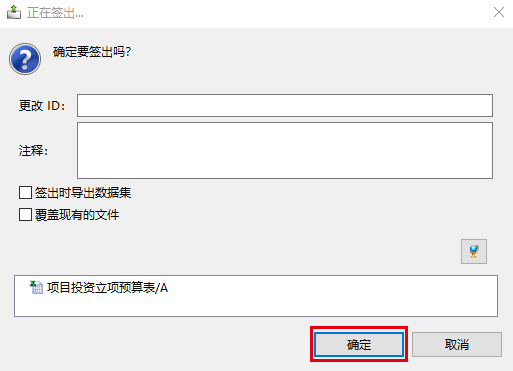 正在签出...
确定要签出吗?
更改 ID:
注释:
签出时导出数据集
覆盖现有的文件
项目投资立项预算表/A
确定
取消